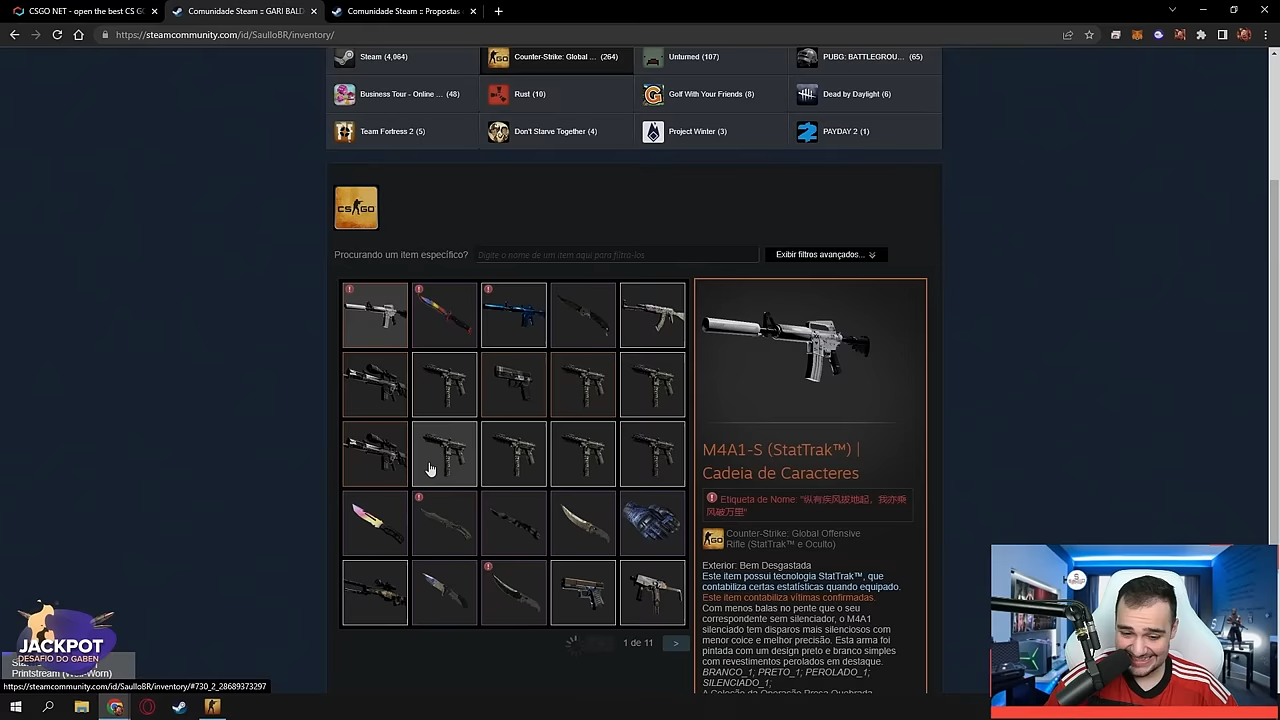 CSGO NET - open the best CS G
Comunidade Steam :: GARI BALD
Comunidade Steam :: Propostas
https://steamcommunity.com/id/SaulloBR/inventory/
Steam (4,064)
Counter-Strike: Global ... (264)
Unturned (107)
PUBG: BATTLEGROU... (65)
Business Tour - Online ... (48)
Rust (10)
Golf With Your Friends (8)
Dead by Daylight (6)
Team Fortress 2 (5)
Don't Starve Together (4)
Project Winter (3)
PAYDAY 2 (1)
CS GO
Procurando um item específico?
Digite o nome de um item aqui para filtrá-los
Exibir filtros avançados...
M4A1-S (StatTrak™) |
Cadeia de Caracteres
Etiqueta de Nome: "纵有疾风拔地起，我亦乘
风破万里"
GO
Counter-Strike: Global Offensive
Rifle (StatTrak™ e Oculto)
Exterior: Bem Desgastada
Este item possui tecnologia StatTrak™, que
contabiliza certas estatísticas quando equipado.
Este item contabiliza vítimas confirmadas.
Com menos balas no pente que o seu
correspondente sem silenciador, o M4A1
silenciado tem disparos mais silenciosos com
menor coice e melhor precisão. Esta arma foi
pintada com um design preto e branco simples
com revestimentos perolados em destaque.
BRANCO_1; PRETO_1; PEROLADO_1;
SILENCIADO_1;
A Coleção da Operação Presa Quebrada
1 de 11
>
JACKPOT
DESAFIO DO GABEN
https://steamcommunity.com/id/SaulloBR/inventory/#730_2_28689373297